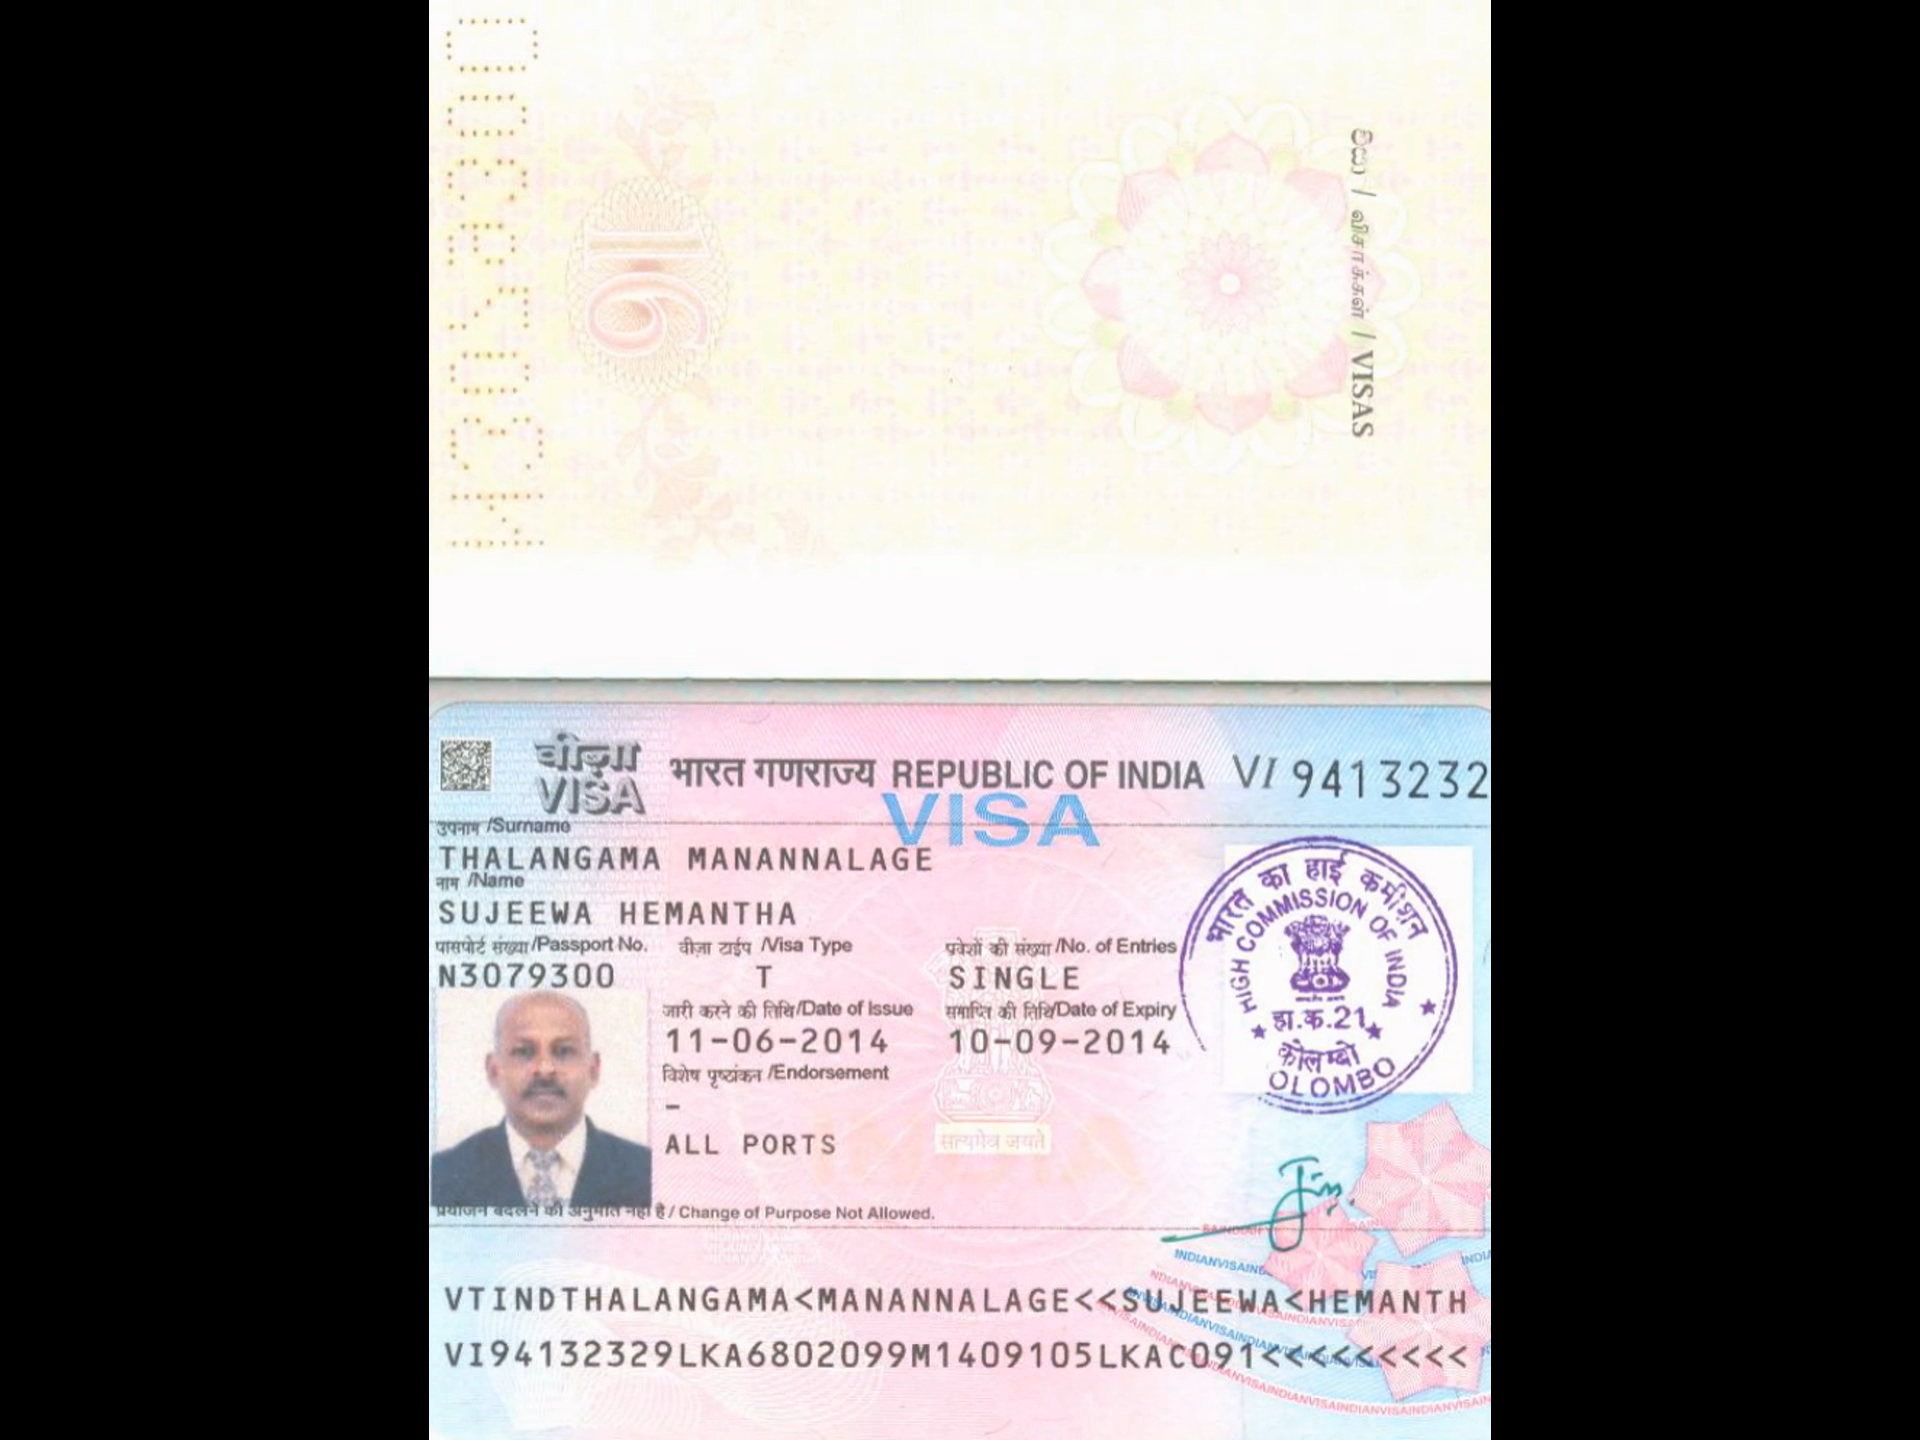 N3079300
16
වීසා / விசாக்கள் / VISAS
वीज़ा
VISA
भारत गणराज्य REPUBLIC OF INDIA VI 9413232
VISA
उपनाम /Surname
THALANGAMA MANANNALAGE
नाम /Name
SUJEEWA HEMANTHA
पासपोर्ट संख्या/Passport No. वीज़ा टाईप /Visa Type प्रवेशों की संख्या/No. of Entries
N3079300 T SINGLE
जारी करने की तिथि/Date of Issue समाप्ति की तिथि/Date of Expiry
11-06-2014 10-09-2014
विशेष पृष्ठांकन /Endorsement
-
ALL PORTS
सत्यमेव जयते
भारत का हाई कमीशन
HIGH COMMISSION OF INDIA
हा.क.21
कोलम्बो
OLOMBO
प्रयोजन बदलने की अनुमति नहीं है / Change of Purpose Not Allowed.
VTINDTHALANGAMA<MANANNALAGE<<SUJEEWA<HEMANTH
VI94132329LKA6802099M1409105LKAC091<<<<<<<<<